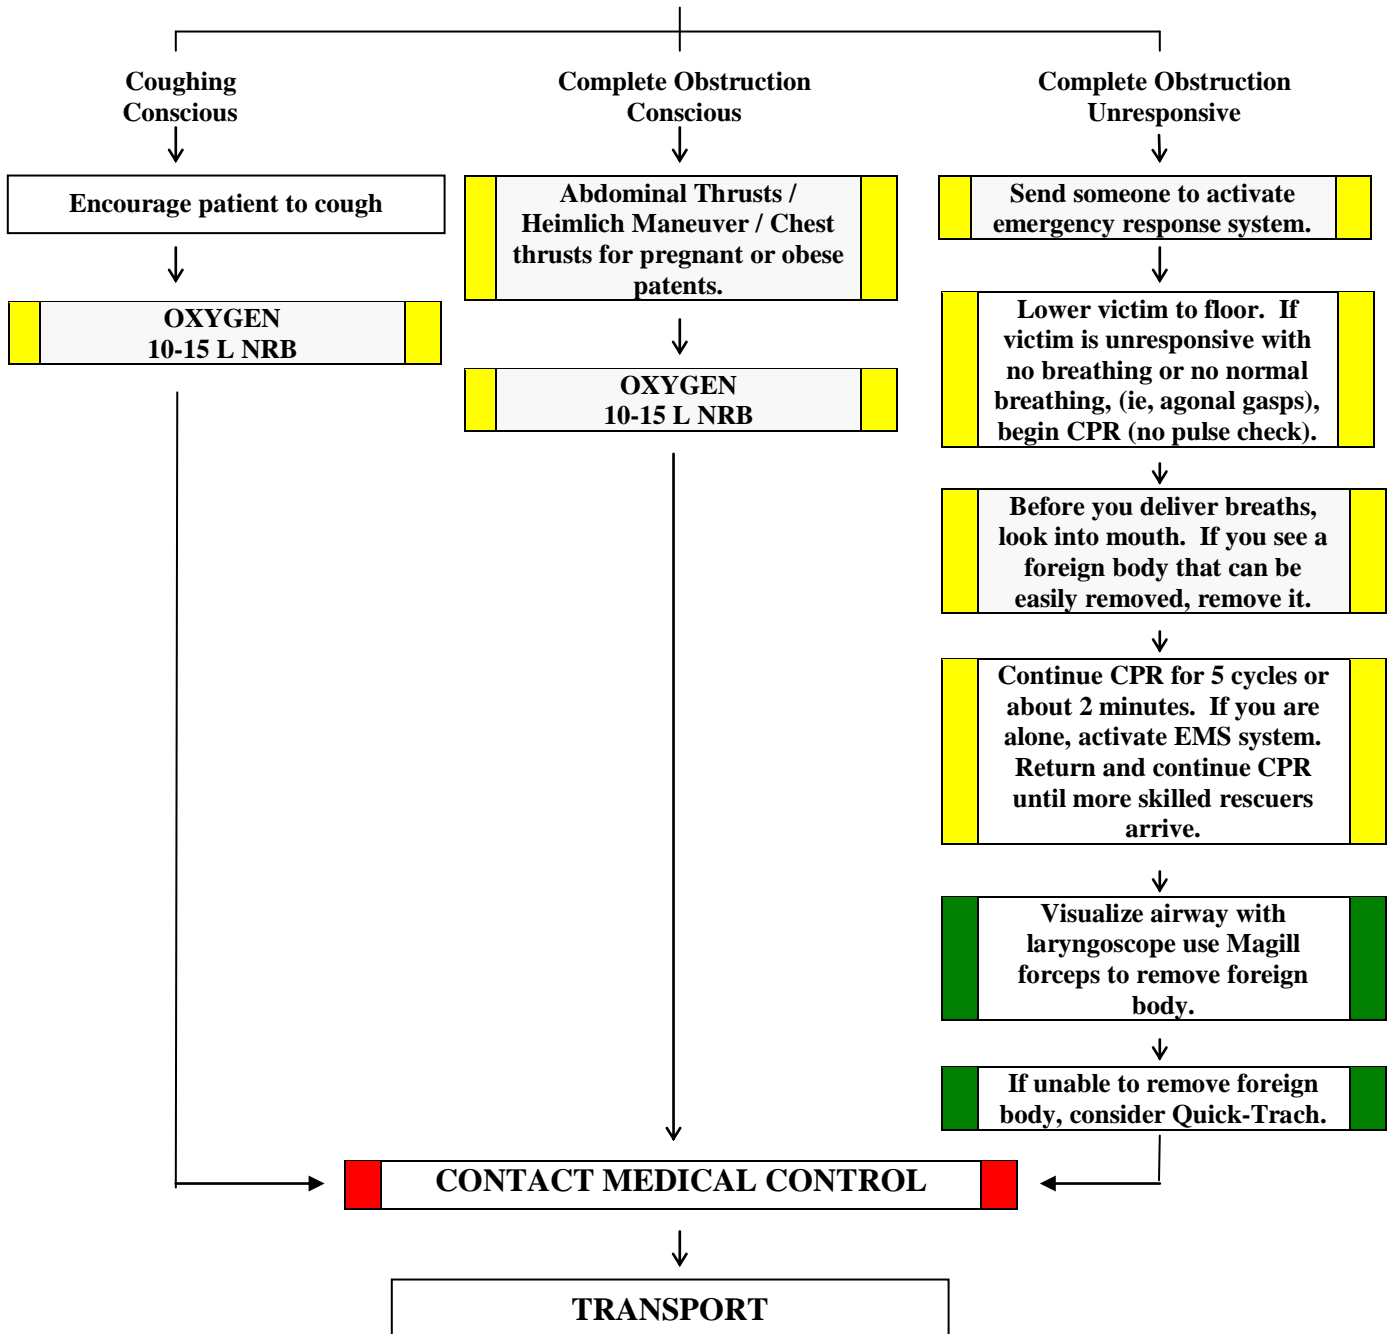 Coughing
Conscious
Encourage patient to cough
OXYGEN
10-15 L NRB
Complete Obstruction
Conscious
Abdominal Thrusts /
Heimlich Maneuver / Chest
thrusts for pregnant or obese
patents.
OXYGEN
10-15 L NRB
Complete Obstruction
Unresponsive
Send someone to activate
emergency response system.
Lower victim to floor.  If
victim is unresponsive with
no breathing or no normal
breathing, (ie, agonal gasps),
begin CPR (no pulse check).
Before you deliver breaths,
look into mouth.  If you see a
foreign body that can be
easily removed, remove it.
Continue CPR for 5 cycles or
about 2 minutes.  If you are
alone, activate EMS system.
Return and continue CPR
until more skilled rescuers
arrive.
Visualize airway with
laryngoscope use Magill
forceps to remove foreign
body.
If unable to remove foreign
body, consider Quick-Trach.
CONTACT MEDICAL CONTROL
TRANSPORT